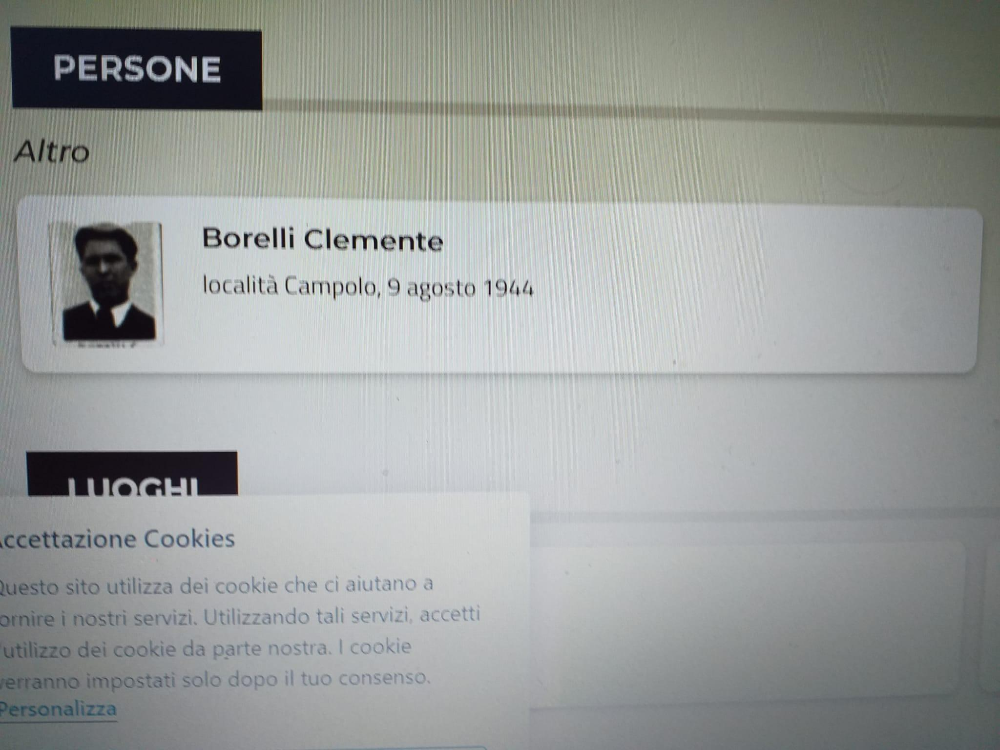 PERSONE
Altro
Borelli Clemente
località Campolo, 9 agosto 1944
LUOGHI
ccettazione Cookies
Questo sito utilizza dei cookie che ci aiutano a
ornire i nostri servizi. Utilizzando tali servizi, accetti
'utilizzo dei cookie da parte nostra. I cookie
verranno impostati solo dopo il tuo consenso.
Personalizza